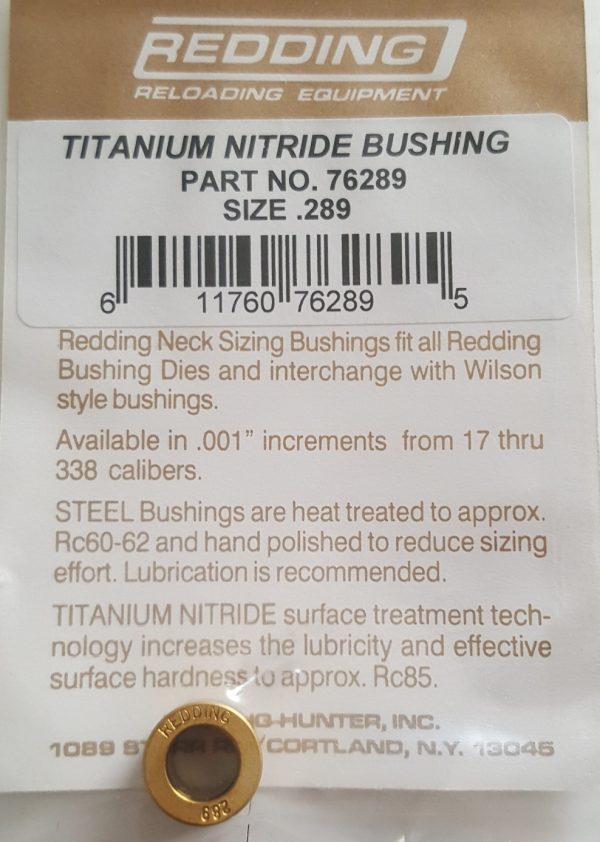 REDDING
RELOADING EQUIPMENT
TITANIUM NITRIDE BUSHING
PART NO. 76289
SIZE .289
6 11760 76289 5
Redding Neck Sizing Bushings fit all Redding
Bushing Dies and interchange with Wilson
style bushings.
Available in .001" increments from 17 thru
338 calibers.
STEEL Bushings are heat treated to approx.
Rc60-62 and hand polished to reduce sizing
effort. Lubrication is recommended.
TITANIUM NITRIDE surface treatment tech-
nology increases the lubricity and effective
surface hardness to approx. Rc85.
G-HUNTER, INC.
1089 CORTLAND, N.Y. 13045
REDDING
289